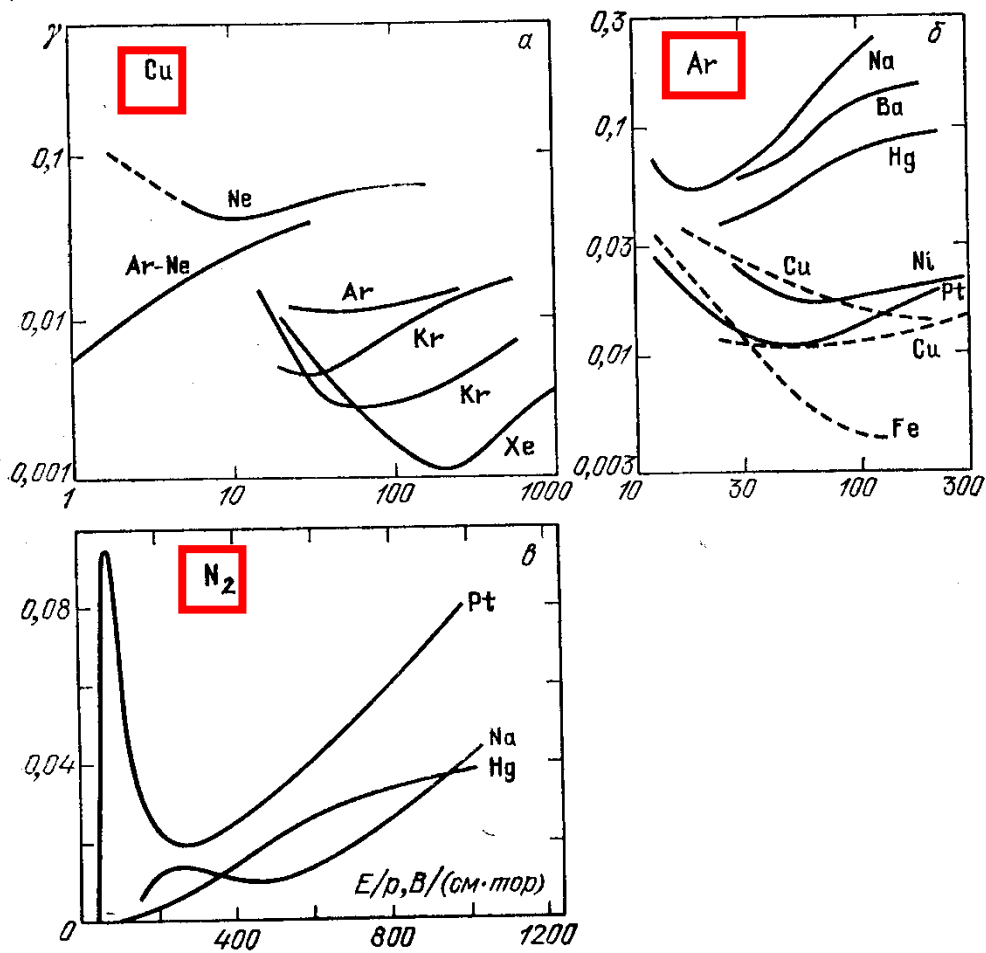 γ
а
Cu
0,1
Ne
Ar-Ne
Ar
0,01
Kr
Kr
Xe
0,001
1
10
100
1000
0,3
б
Ar
Na
0,1
Ba
Hg
0,03
Cu
Ni
Pt
0,01
Cu
Fe
0,003
10
30
100
300
в
N2
0,08
Pt
0,04
Na
Hg
E/p, В/(см·тор)
0
400
800
1200